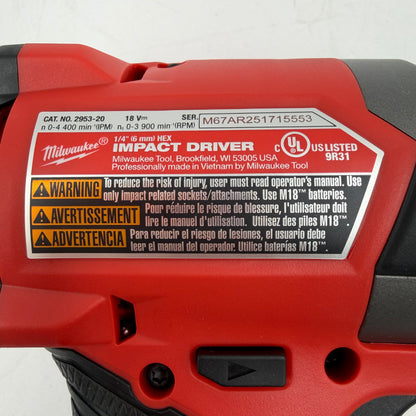 CAT. NO. 2953-20 18 V⎓ SER. M67AR251715553
n 0-4 400 min⁻¹(IPM) n₀ 0-3 900 min⁻¹(RPM)
1/4" (6 mm) HEX
Milwaukee® IMPACT DRIVER
Milwaukee Tool, Brookfield, WI 53005 USA
Professionally made in Vietnam by Milwaukee Tool
C UL® US LISTED
9R31
WARNING To reduce the risk of injury, user must read operator's manual. Use
only impact related sockets/attachments. Use M18™ batteries.
AVERTISSEMENT Pour réduire le risque de blessure, l'utilisateur doit
lire le manuel d'utilisation. Utilisez des piles M18™.
ADVERTENCIA Para reducir el riesgo de lesiones, el usuario debe
leer el manual del operador. Utilice baterías M18™.